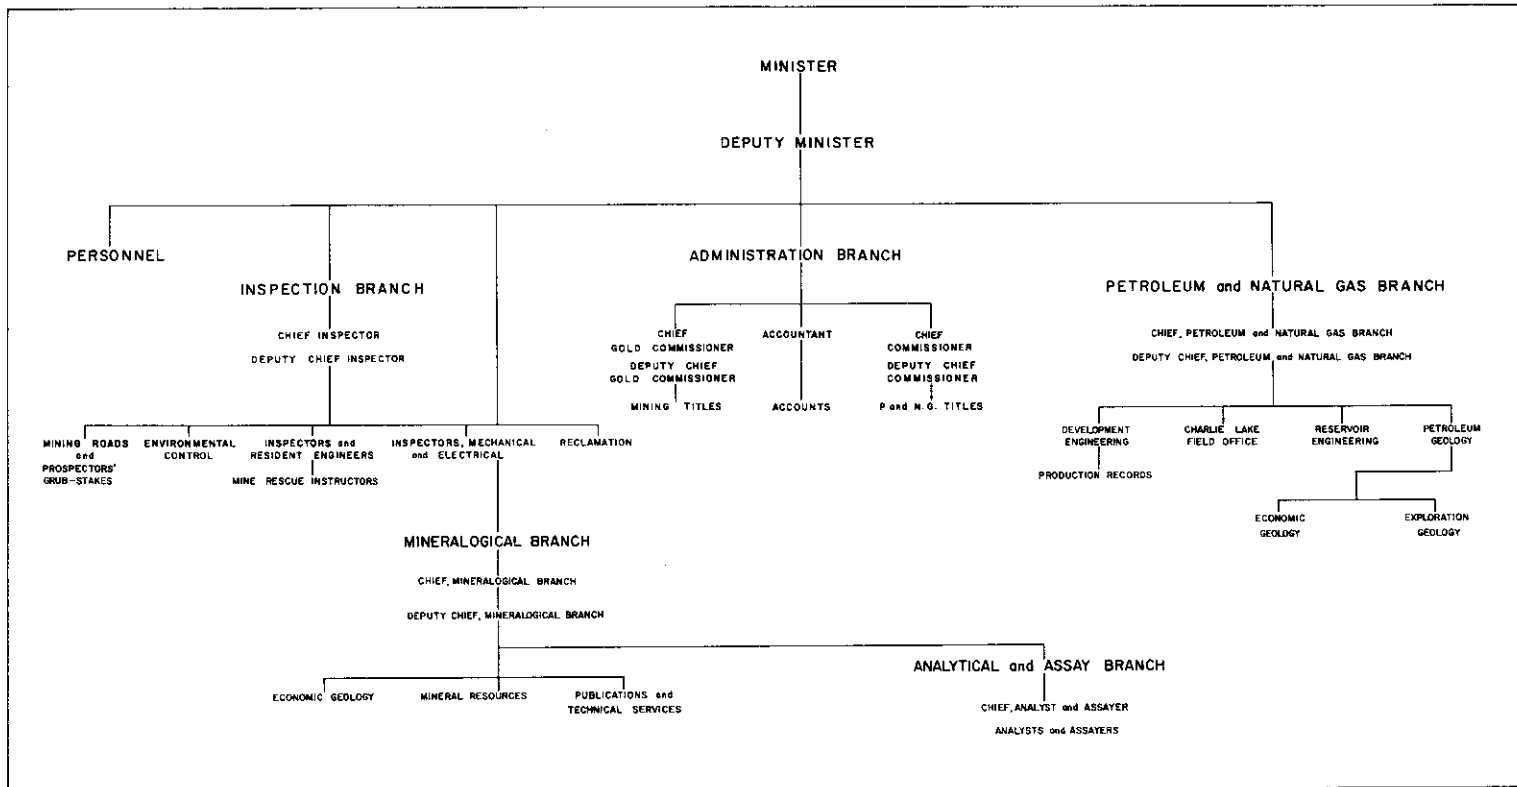 MINISTER
DEPUTY MINISTER
PERSONNEL
ADMINISTRATION BRANCH
INSPECTION BRANCH
PETROLEUM and NATURAL GAS BRANCH
CHIEF INSPECTOR
DEPUTY CHIEF INSPECTOR
CHIEF
GOLD COMMISSIONER
DEPUTY CHIEF
GOLD COMMISSIONER
MINING TITLES
ACCOUNTANT
ACCOUNTS
CHIEF
COMMISSIONER
DEPUTY CHIEF
COMMISSIONER
P and N.G. TITLES
CHIEF, PETROLEUM and NATURAL GAS BRANCH
DEPUTY CHIEF, PETROLEUM and NATURAL GAS BRANCH
MINING ROADS
and
PROSPECTORS'
GRUB-STAKES
ENVIRONMENTAL
CONTROL
INSPECTORS and
RESIDENT ENGINEERS
MINE RESCUE INSTRUCTORS
INSPECTORS, MECHANICAL
and ELECTRICAL
RECLAMATION
DEVELOPMENT
ENGINEERING
PRODUCTION RECORDS
CHARLIE LAKE
FIELD OFFICE
RESERVOIR
ENGINEERING
PETROLEUM
GEOLOGY
ECONOMIC
GEOLOGY
EXPLORATION
GEOLOGY
MINERALOGICAL BRANCH
CHIEF, MINERALOGICAL BRANCH
DEPUTY CHIEF, MINERALOGICAL BRANCH
ECONOMIC GEOLOGY
MINERAL RESOURCES
PUBLICATIONS and
TECHNICAL SERVICES
ANALYTICAL and ASSAY BRANCH
CHIEF, ANALYST and ASSAYER
ANALYSTS and ASSAYERS